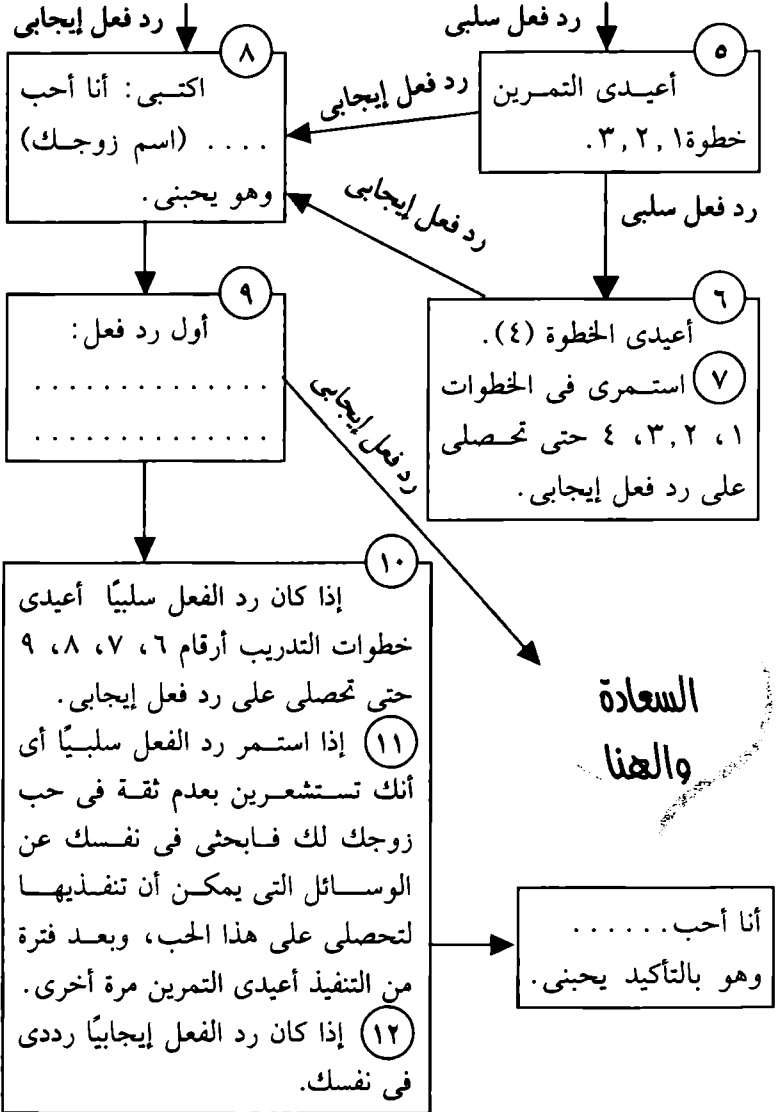 رد فعل سلبى
٥
أعيدى التمرين
خطوة١ ,٢ ,٣.
رد فعل إيجابى
رد فعل إيجابى
٨
اكتبى: أنا أحب
.... (اسم زوجك)
وهو يحبنى.
رد فعل سلبى
رد فعل إيجابى
٦
أعيدى الخطوة (٤).
٧ استمرى فى الخطوات
١، ٢ ,٣، ٤ حتى تحصلى
على رد فعل إيجابى.
٩
أول رد فعل:
..............
..............
رد فعل إيجابى
السعادة
والهنا
١٠
إذا كان رد الفعل سلبيًا أعيدى
خطوات التدريب أرقام ٦، ٧، ٨، ٩
حتى تحصلى على رد فعل إيجابى.
١١ إذا استمر رد الفعل سلبيًا أى
أنك تستشعرين بعدم ثقة فى حب
زوجك لك فابحثى فى نفسك عن
الوسائل التى يمكن أن تنفذيها
لتحصلى على هذا الحب، وبعد فترة
من التنفيذ أعيدى التمرين مرة أخرى.
١٢ إذا كان رد الفعل إيجابيًا رددى
فى نفسك.
أنا أحب......
وهو بالتأكيد يحبنى.